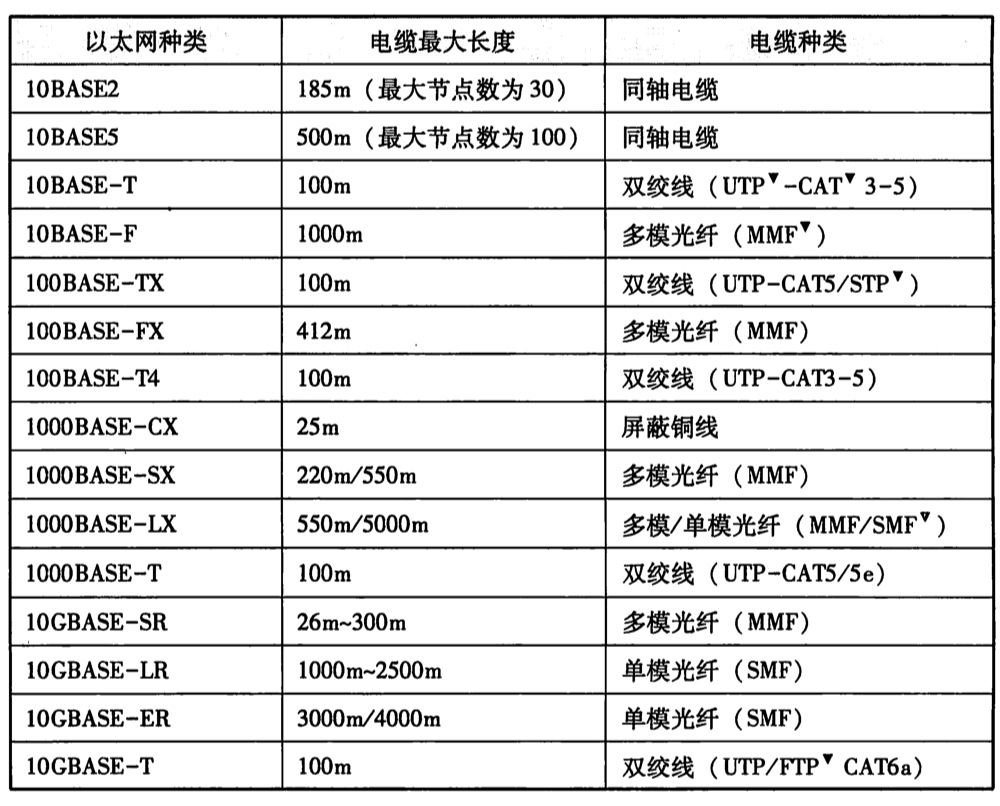 以太网种类 电缆最大长度 电缆种类
10BASE2 185m（最大节点数为30） 同轴电缆
10BASE5 500m（最大节点数为100） 同轴电缆
10BASE-T 100m 双绞线（UTP▼-CAT▼ 3-5）
10BASE-F 1000m 多模光纤（MMF▼）
100BASE-TX 100m 双绞线（UTP-CAT5/STP▼）
100BASE-FX 412m 多模光纤（MMF）
100BASE-T4 100m 双绞线（UTP-CAT3-5）
1000BASE-CX 25m 屏蔽铜线
1000BASE-SX 220m/550m 多模光纤（MMF）
1000BASE-LX 550m/5000m 多模/单模光纤（MMF/SMF▼）
1000BASE-T 100m 双绞线（UTP-CAT5/5e）
10GBASE-SR 26m~300m 多模光纤（MMF）
10GBASE-LR 1000m~2500m 单模光纤（SMF）
10GBASE-ER 3000m/4000m 单模光纤（SMF）
10GBASE-T 100m 双绞线（UTP/FTP▼ CAT6a）